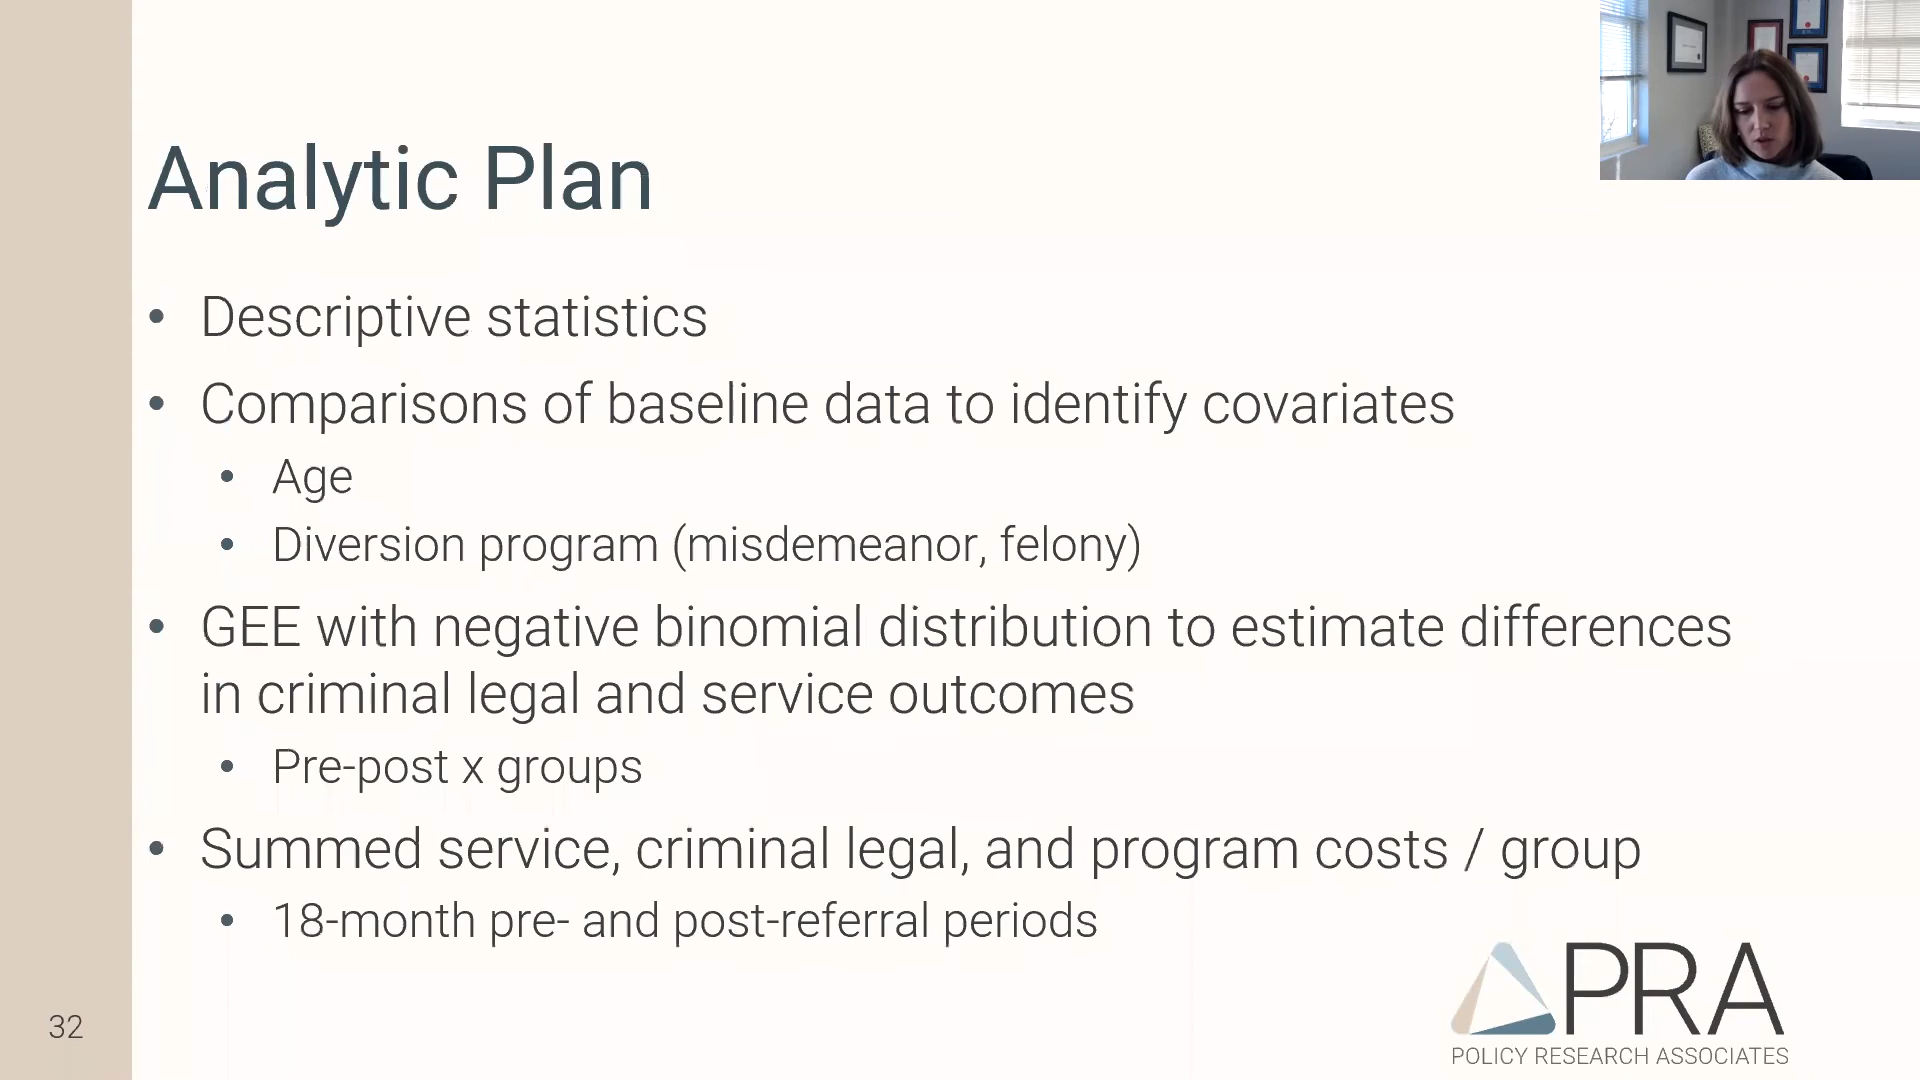 Analytic Plan
• Descriptive statistics
• Comparisons of baseline data to identify covariates
• Age
• Diversion program (misdemeanor, felony)
• GEE with negative binomial distribution to estimate differences
in criminal legal and service outcomes
• Pre-post x groups
• Summed service, criminal legal, and program costs / group
• 18-month pre- and post-referral periods
32
PRA
POLICY RESEARCH ASSOCIATES